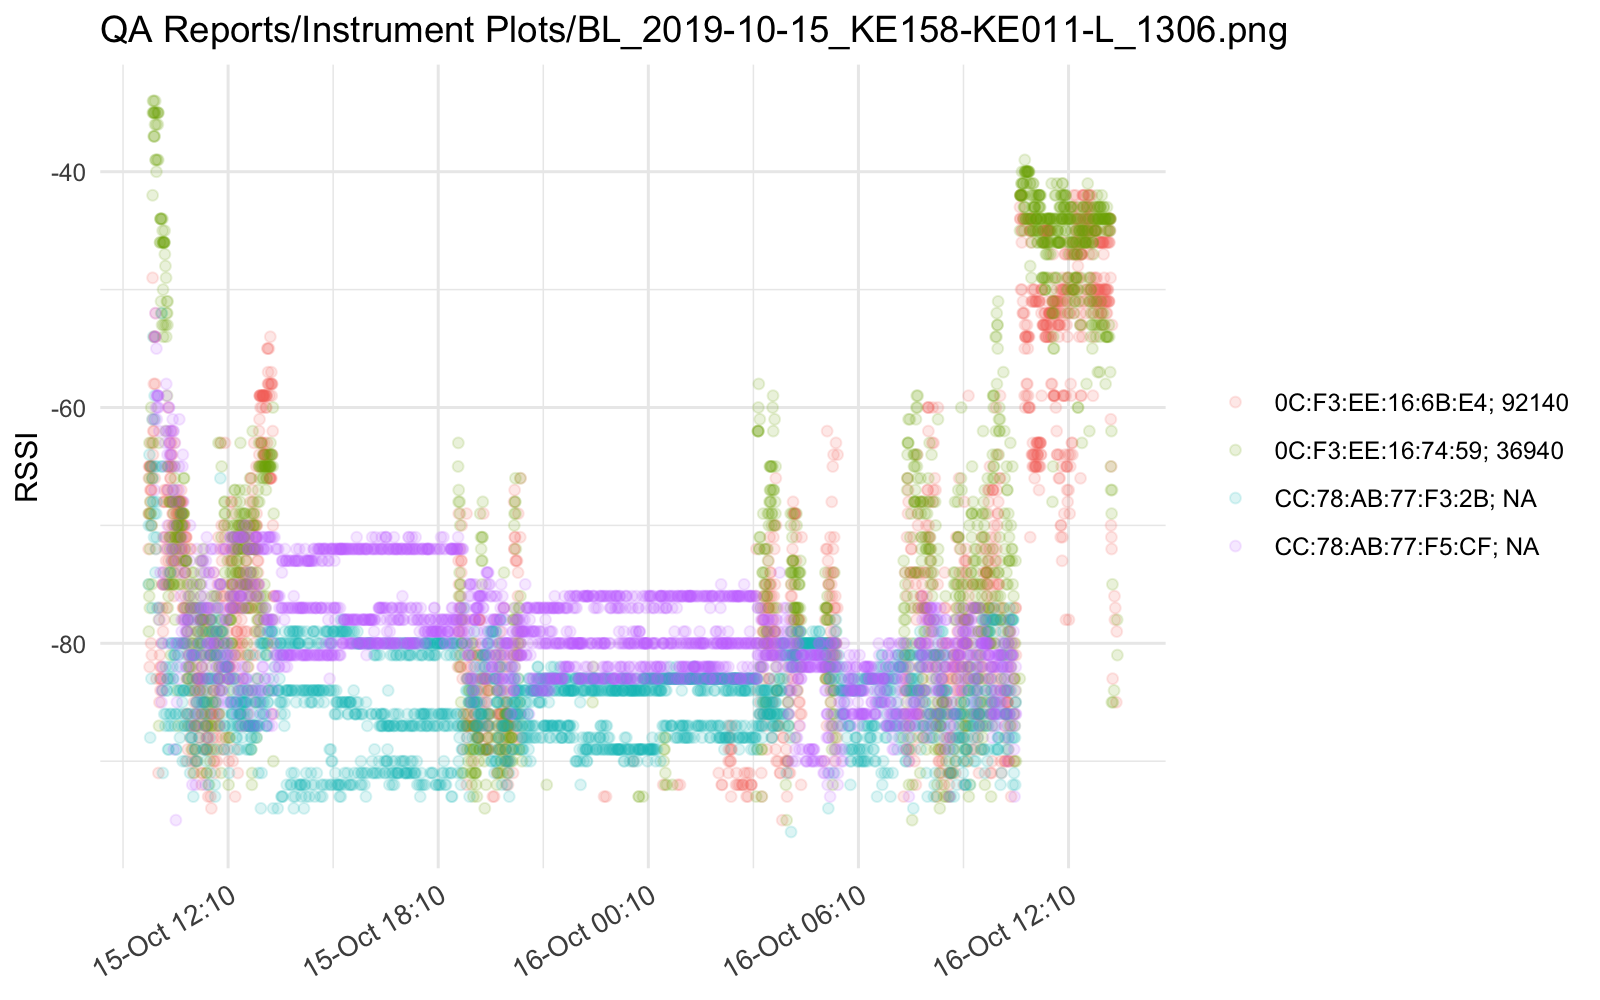 QA Reports/Instrument Plots/BL_2019-10-15_KE158-KE011-L_1306.png
-40
-60
-80
RSSI
0C:F3:EE:16:6B:E4; 92140
0C:F3:EE:16:74:59; 36940
CC:78:AB:77:F3:2B; NA
CC:78:AB:77:F5:CF; NA
15-Oct 12:10
15-Oct 18:10
16-Oct 00:10
16-Oct 06:10
16-Oct 12:10